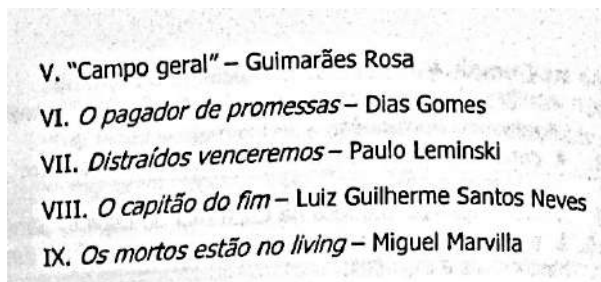 V. "Campo geral" – Guimarães Rosa
VI. O pagador de promessas – Dias Gomes
VII. Distraídos venceremos – Paulo Leminski
VIII. O capitão do fim – Luiz Guilherme Santos Neves
IX. Os mortos estão no living – Miguel Marvilla